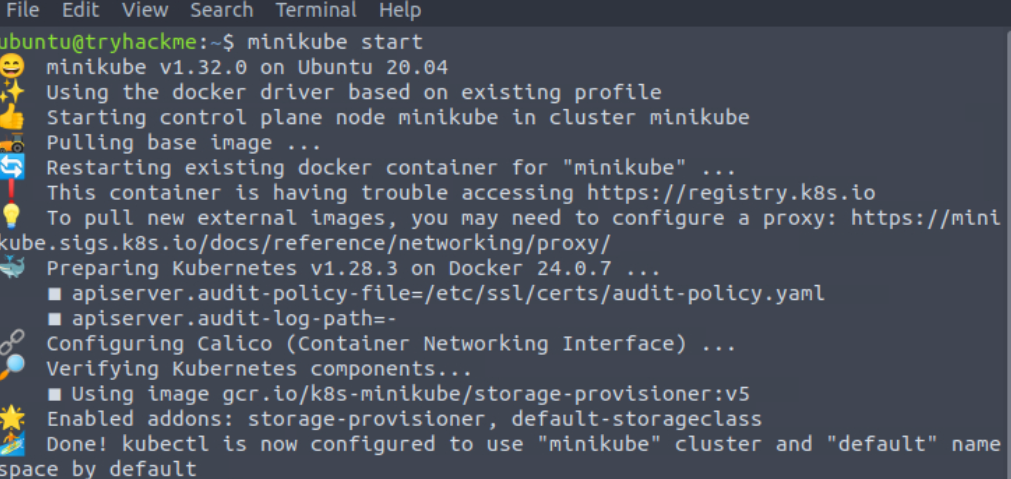 File Edit View Search Terminal Help
ubuntu@tryhackme:~$ minikube start
😄 minikube v1.32.0 on Ubuntu 20.04
✨ Using the docker driver based on existing profile
👍 Starting control plane node minikube in cluster minikube
🚜 Pulling base image ...
🔄 Restarting existing docker container for "minikube" ...
❗ This container is having trouble accessing https://registry.k8s.io
💡 To pull new external images, you may need to configure a proxy: https://mini
kube.sigs.k8s.io/docs/reference/networking/proxy/
🐳 Preparing Kubernetes v1.28.3 on Docker 24.0.7 ...
■ apiserver.audit-policy-file=/etc/ssl/certs/audit-policy.yaml
■ apiserver.audit-log-path=-
🔗 Configuring Calico (Container Networking Interface) ...
🔎 Verifying Kubernetes components...
■ Using image gcr.io/k8s-minikube/storage-provisioner:v5
🌟 Enabled addons: storage-provisioner, default-storageclass
🏄 Done! kubectl is now configured to use "minikube" cluster and "default" name
space by default